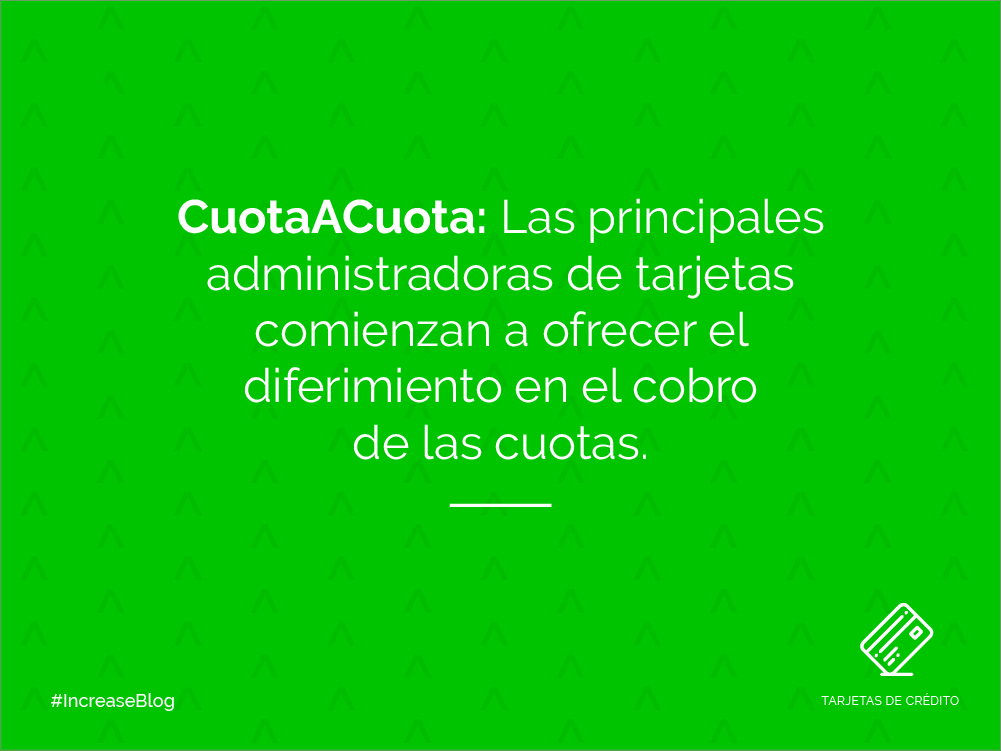 CuotaACuota: Las principales
administradoras de tarjetas
comienzan a ofrecer el
diferimiento en el cobro
de las cuotas.
#IncreaseBlog
TARJETAS DE CRÉDITO